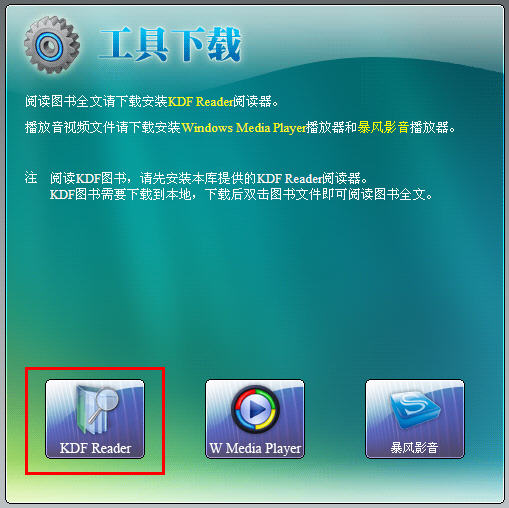 工具下载
阅读图书全文请下载安装KDF Reader阅读器。
播放音视频文件请下载安装Windows Media Player播放器和暴风影音播放器。
注 阅读KDF图书，请先安装本库提供的KDF Reader阅读器。
KDF图书需要下载到本地，下载后双击图书文件即可阅读图书全文。
KDF Reader
W Media Player
暴风影音